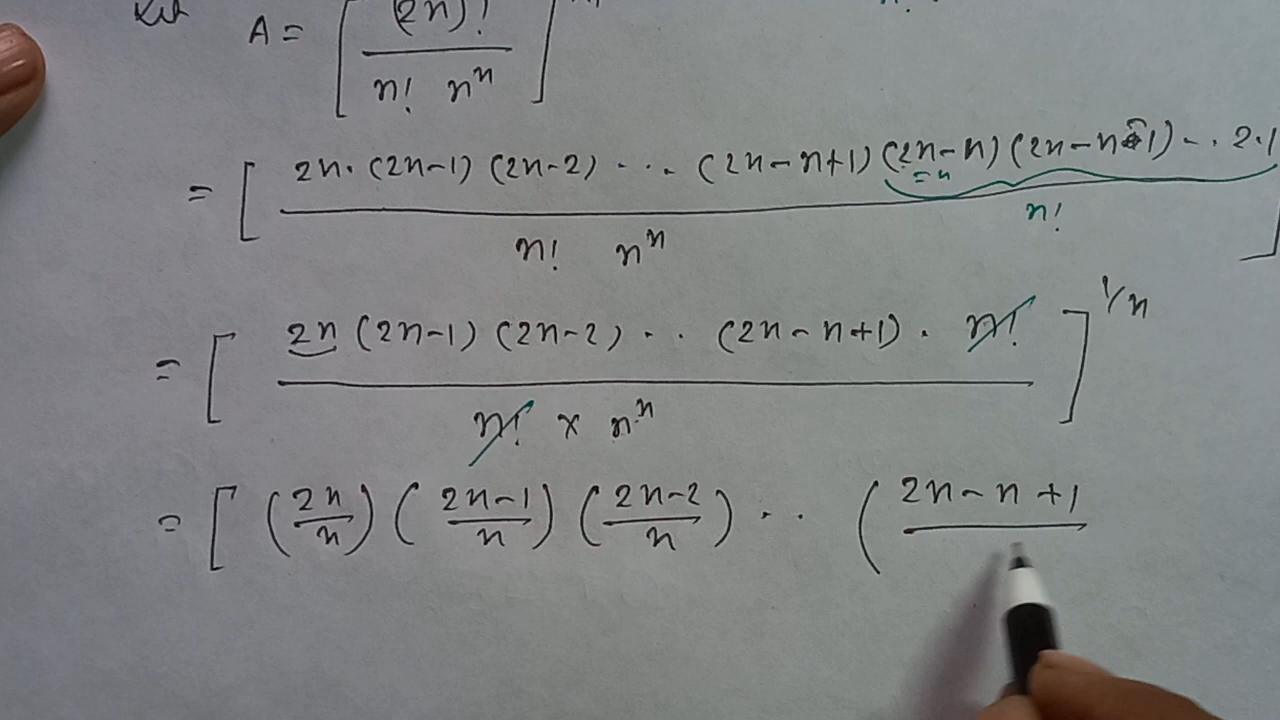 Let A = [ (2n)! / n! n^n ]
= [ 2n. (2n-1) (2n-2) ... (2n-n+1) (2n-n) (2n-n-1) .. 2.1 / n! n^n ]
= n
n!
= [ 2n (2n-1) (2n-2) .. (2n-n+1) . n! / n! × n^n ]^1/n
= [ (2n/n) (2n-1/n) (2n-2/n) .. (2n-n+1